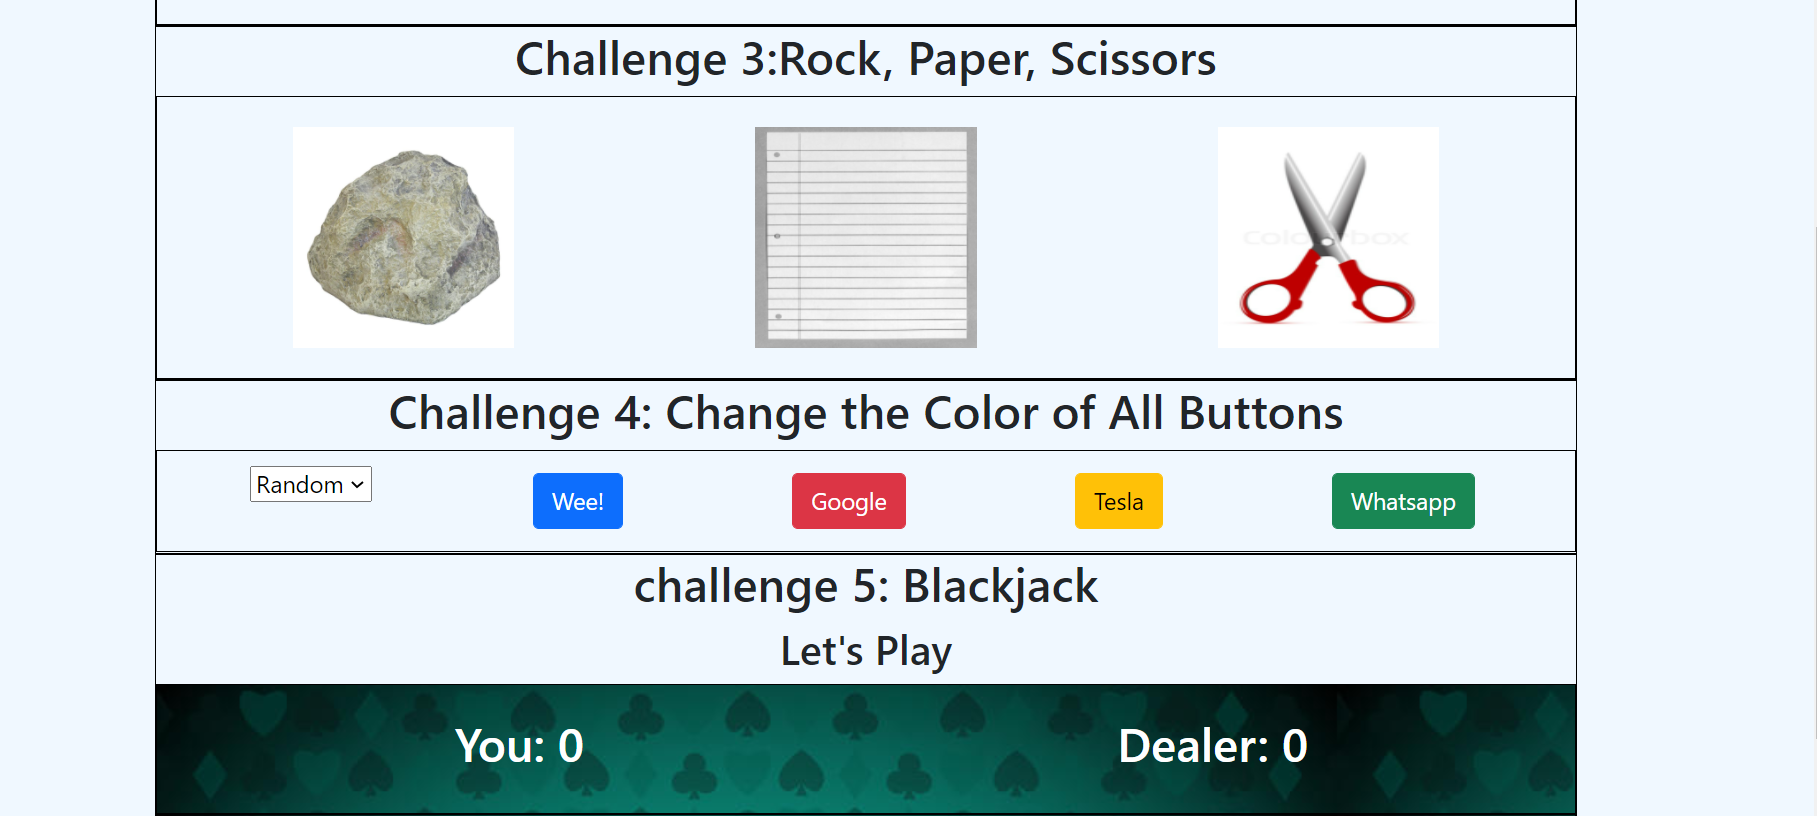 Challenge 3:Rock, Paper, Scissors
Challenge 4: Change the Color of All Buttons
Random Wee! Google Tesla Whatsapp
challenge 5: Blackjack
Let's Play
You: 0 Dealer: 0